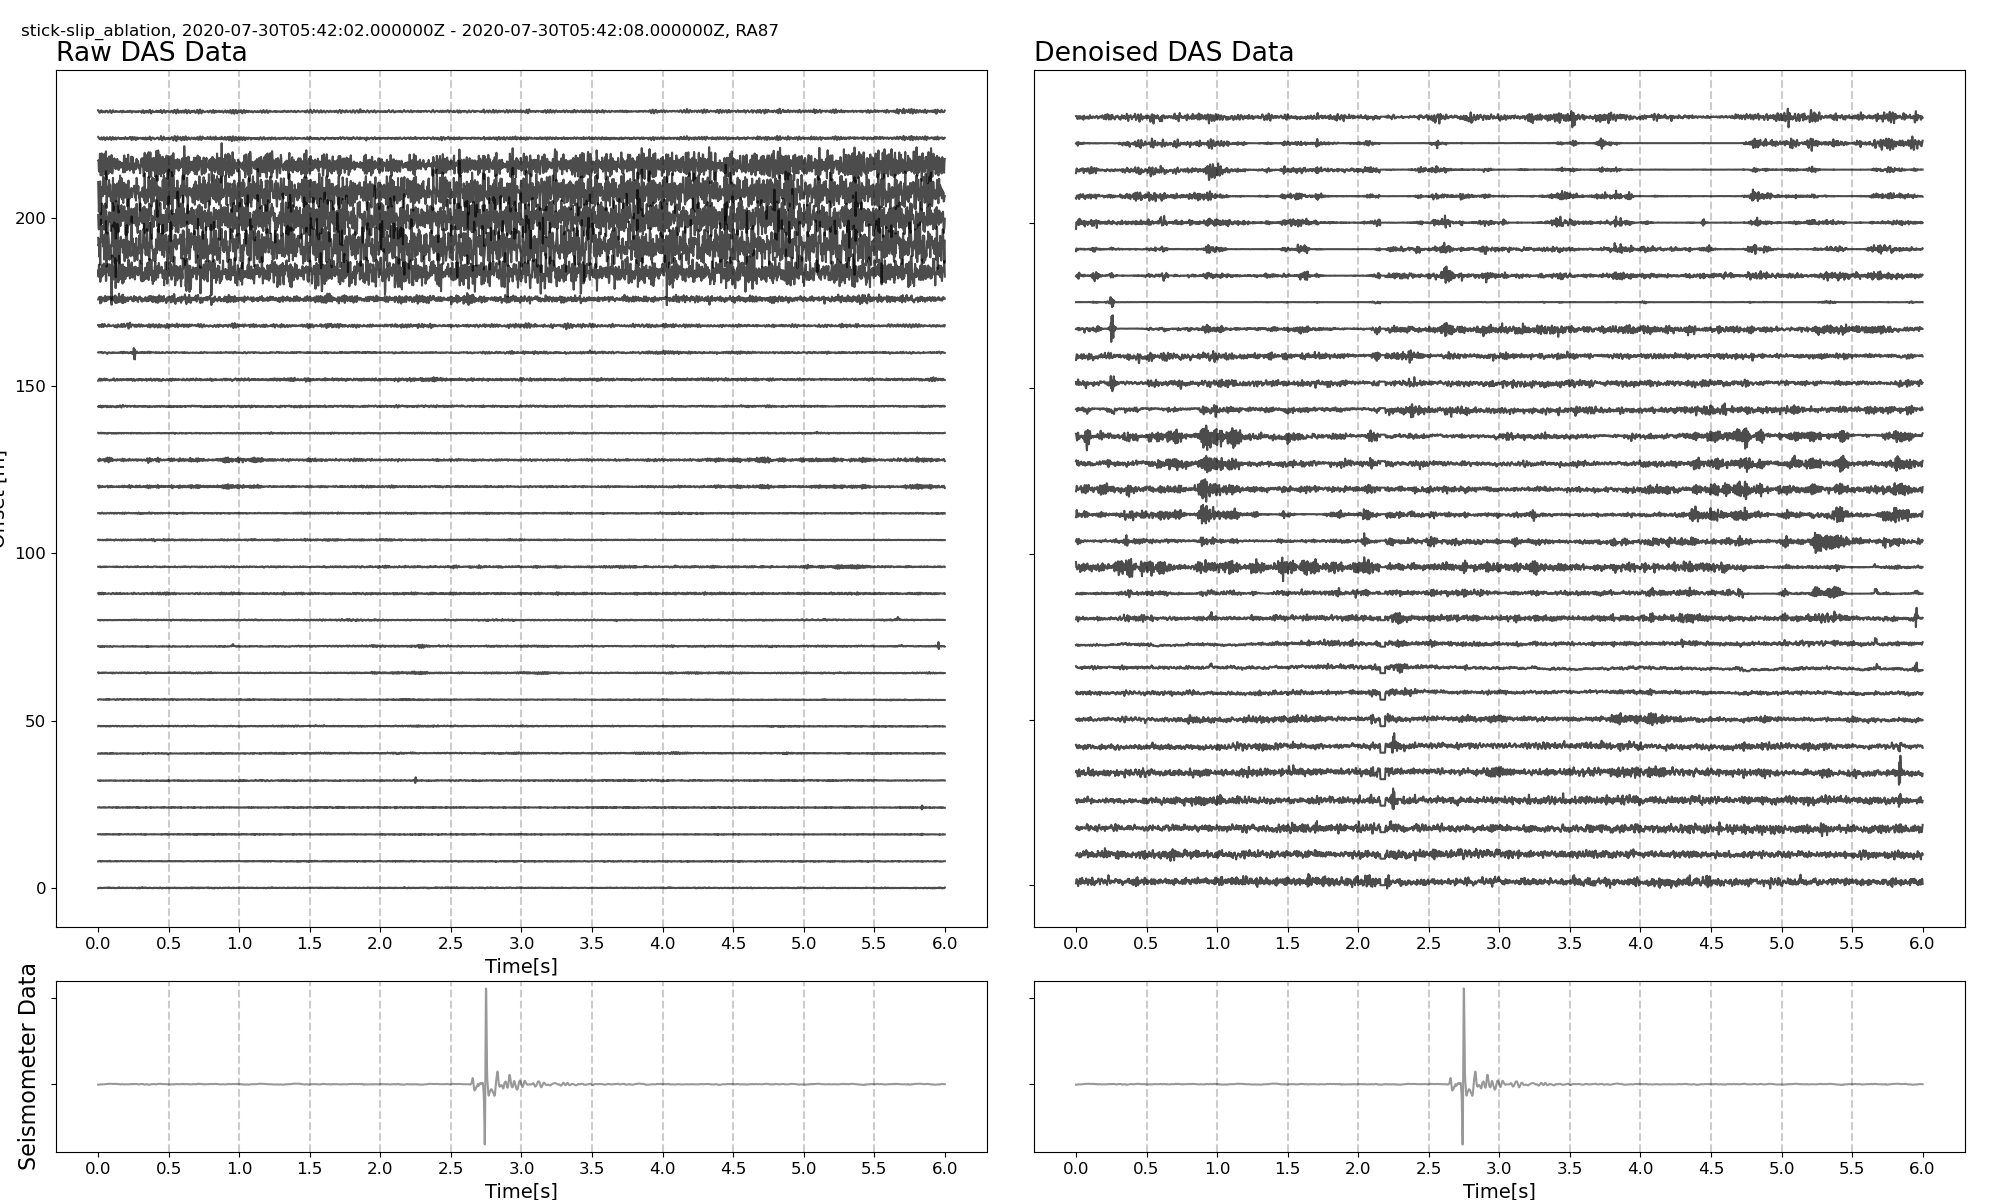 stick-slip_ablation, 2020-07-30T05:42:02.000000Z - 2020-07-30T05:42:08.000000Z, RA87
Raw DAS Data
Denoised DAS Data
200
150
100
50
0
0.0 0.5 1.0 1.5 2.0 2.5 3.0 3.5 4.0 4.5 5.0 5.5 6.0
Time[s]
0.0 0.5 1.0 1.5 2.0 2.5 3.0 3.5 4.0 4.5 5.0 5.5 6.0
Seismometer Data
0.0 0.5 1.0 1.5 2.0 2.5 3.0 3.5 4.0 4.5 5.0 5.5 6.0
Time[s]
0.0 0.5 1.0 1.5 2.0 2.5 3.0 3.5 4.0 4.5 5.0 5.5 6.0
Time[s]